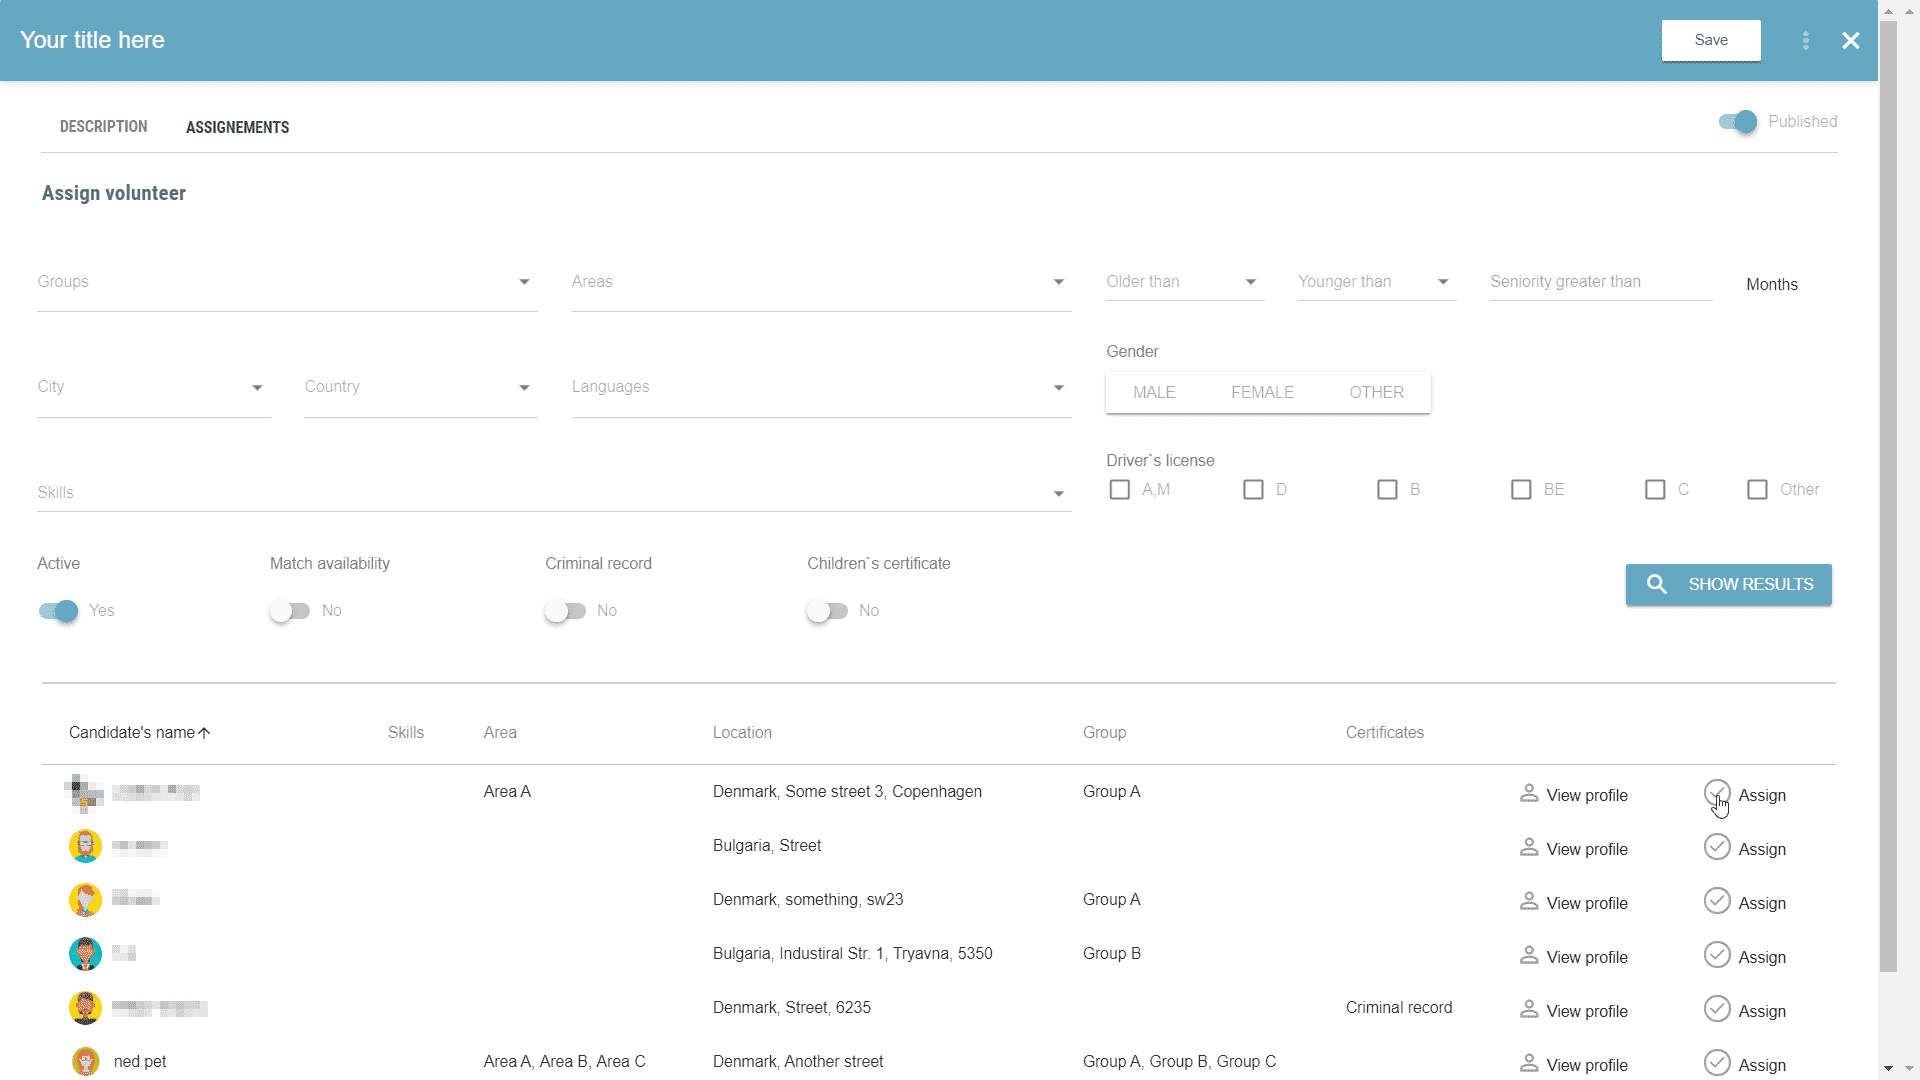 Your title here
Save
DESCRIPTION ASSIGNEMENTS
Published
Assign volunteer
Groups Areas Older than Younger than Seniority greater than Months
Gender
City Country Languages
MALE FEMALE OTHER
Driver`s license
Skills
A,M D B BE C Other
Active Match availability Criminal record Children`s certificate
SHOW RESULTS
Yes No No No
Candidate's name Skills Area Location Group Certificates
Area A Denmark, Some street 3, Copenhagen Group A View profile Assign
Bulgaria, Street View profile Assign
Denmark, something, sw23 Group A View profile Assign
Bulgaria, Industiral Str. 1, Tryavna, 5350 Group B View profile Assign
Denmark, Street, 6235 Criminal record View profile Assign
ned pet Area A, Area B, Area C Denmark, Another street Group A, Group B, Group C View profile Assign